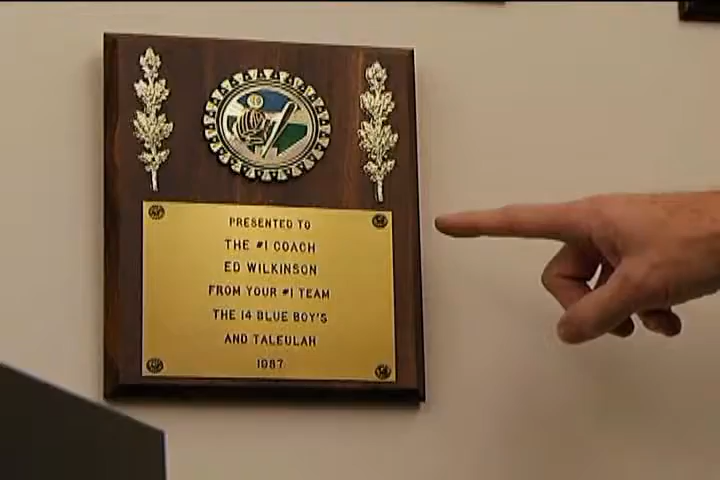 PRESENTED TO
THE #1 COACH
ED WILKINSON
FROM YOUR #1 TEAM
THE 14 BLUE BOY'S
AND TALEULAH
1987